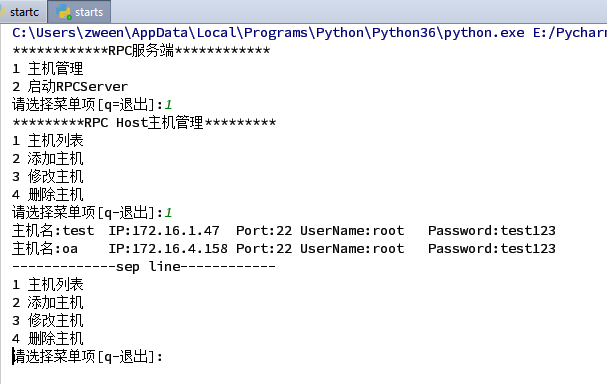 startc starts
C:\Users\zween\AppData\Local\Programs\Python\Python36\python.exe E:/Pycharm
************RPC服务端************
1 主机管理
2 启动RPCServer
请选择菜单项[q=退出]:1
*********RPC Host主机管理*********
1 主机列表
2 添加主机
3 修改主机
4 删除主机
请选择菜单项[q-退出]:1
主机名:test IP:172.16.1.47 Port:22 UserName:root Password:test123
主机名:oa IP:172.16.4.158 Port:22 UserName:root Password:test123
-------------sep line------------
1 主机列表
2 添加主机
3 修改主机
4 删除主机
请选择菜单项[q-退出]: